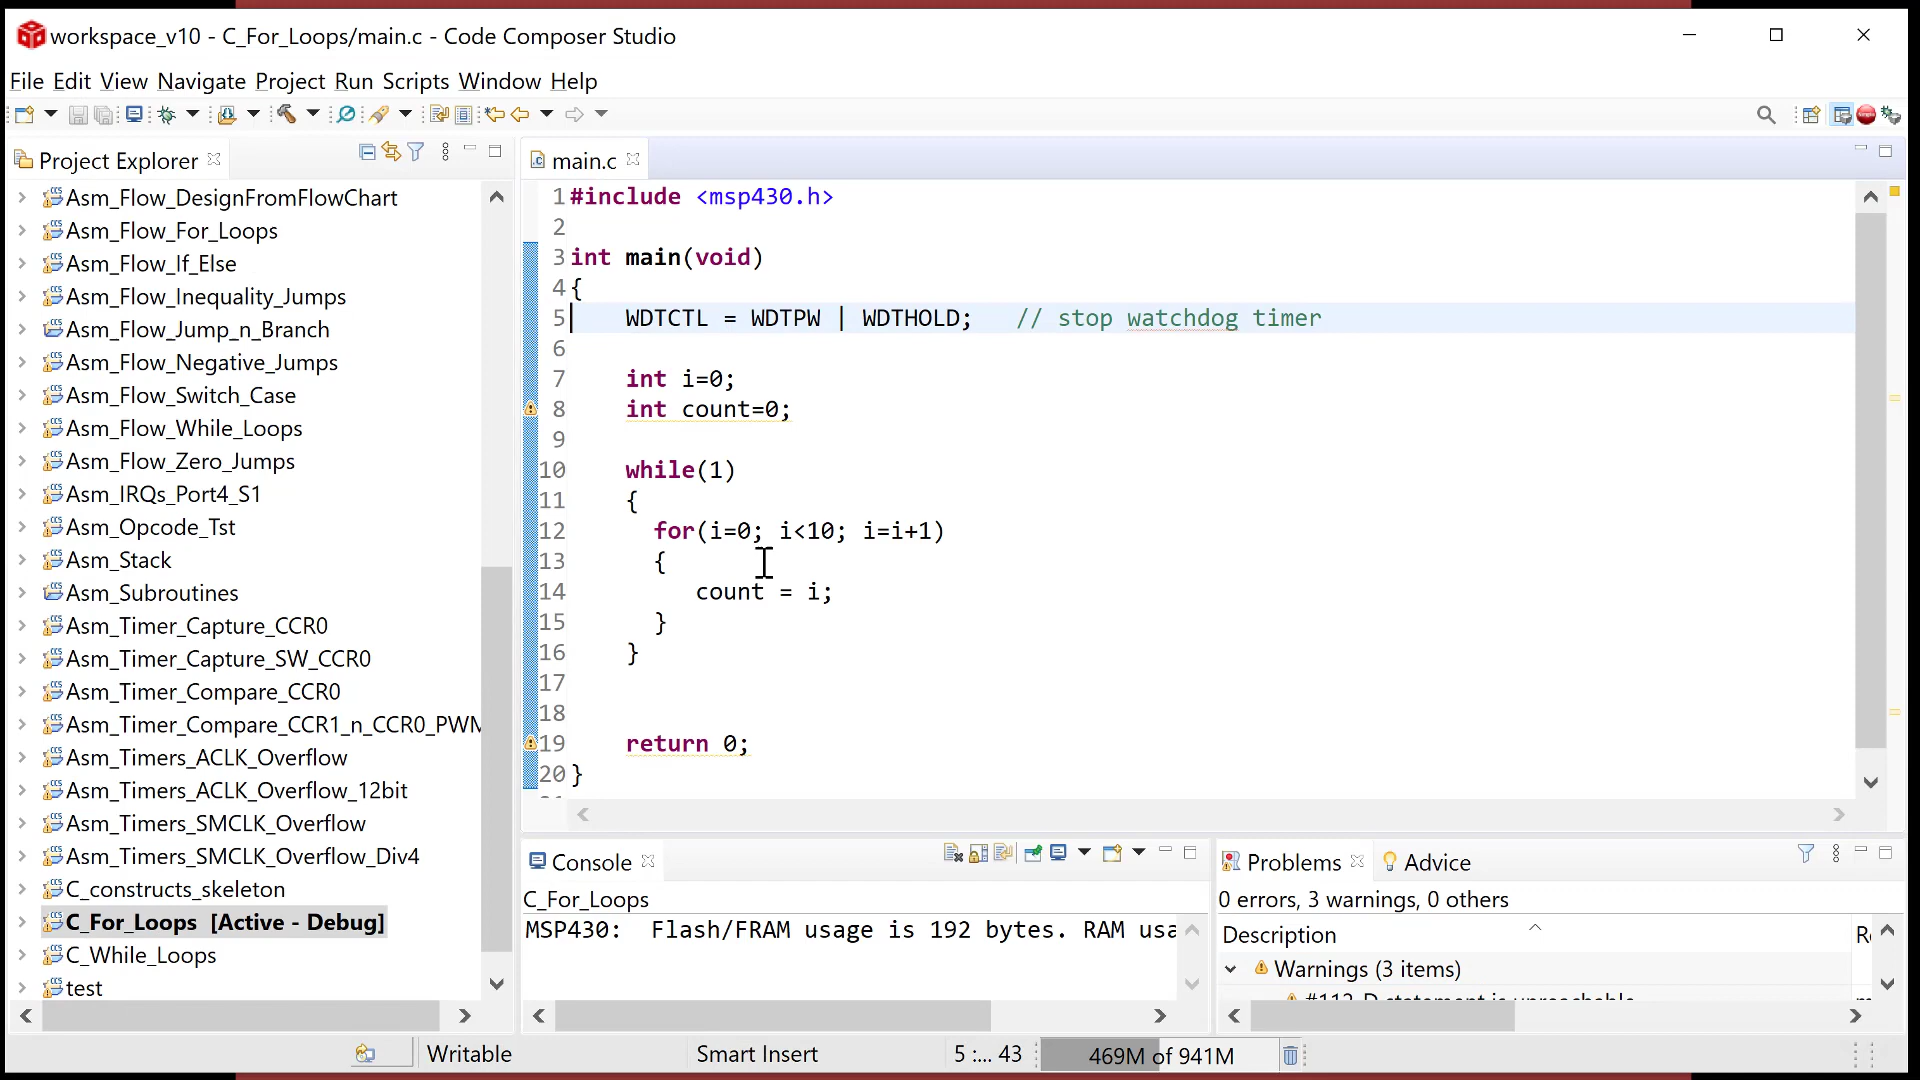 workspace_v10 - C_For_Loops/main.c - Code Composer Studio
File Edit View Navigate Project Run Scripts Window Help
Project Explorer
Asm_Flow_DesignFromFlowChart
Asm_Flow_For_Loops
Asm_Flow_If_Else
Asm_Flow_Inequality_Jumps
Asm_Flow_Jump_n_Branch
Asm_Flow_Negative_Jumps
Asm_Flow_Switch_Case
Asm_Flow_While_Loops
Asm_Flow_Zero_Jumps
Asm_IRQs_Port4_S1
Asm_Opcode_Tst
Asm_Stack
Asm_Subroutines
Asm_Timer_Capture_CCR0
Asm_Timer_Capture_SW_CCR0
Asm_Timer_Compare_CCR0
Asm_Timer_Compare_CCR1_n_CCR0_PWM
Asm_Timers_ACLK_Overflow
Asm_Timers_ACLK_Overflow_12bit
Asm_Timers_SMCLK_Overflow
Asm_Timers_SMCLK_Overflow_Div4
C_constructs_skeleton
C_For_Loops [Active - Debug]
C_While_Loops
test
main.c
1 #include <msp430.h>
2
3 int main(void)
4 {
5     WDTCTL = WDTPW | WDTHOLD;   // stop watchdog timer
6
7     int i=0;
8     int count=0;
9
10     while(1)
11     {
12       for(i=0; i<10; i=i+1)
13       {
14          count = i;
15       }
16     }
17
18
19     return 0;
20 }
Console
C_For_Loops
MSP430:  Flash/FRAM usage is 192 bytes. RAM usa
Problems
Advice
0 errors, 3 warnings, 0 others
Description
Warnings (3 items)
#112-D statement is unreachable
Writable
Smart Insert
5 :... 43
469M of 941M